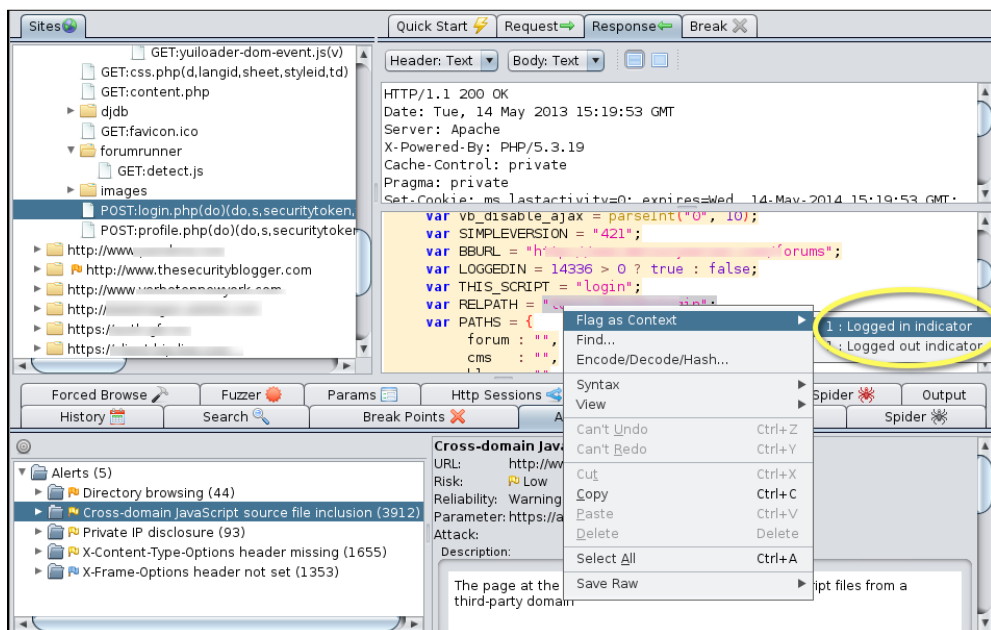 Sites
Quick Start Request Response Break
GET:yuiloader-dom-event.js(v)
GET:css.php(d,langid,sheet,styleid,td)
GET:content.php
djdb
GET:favicon.ico
forumrunner
GET:detect.js
images
POST:login.php(do)(do,s,securitytoken,
POST:profile.php(do)(do,s,securitytoker
http://www
http://www.thesecurityblogger.com
http://www
http://
https://
https://
Header: Text Body: Text
HTTP/1.1 200 OK
Date: Tue, 14 May 2013 15:19:53 GMT
Server: Apache
X-Powered-By: PHP/5.3.19
Cache-Control: private
Pragma: private
Set-Cookie: ms_lastactivity=0; expires=Wed, 14-May-2014 15:19:53 GMT;
var vb_disable_ajax = parseInt("0", 10);
var SIMPLEVERSION = "421";
var BBURL = "h forums";
var LOGGEDIN = 14336 > 0 ? true : false;
var THIS_SCRIPT = "login";
var RELPATH = "
var PATHS = {
forum : "",
cms : "",
Flag as Context
Find...
Encode/Decode/Hash...
Syntax
View
Can't Undo Ctrl+Z
Can't Redo Ctrl+Y
Cut Ctrl+X
Copy Ctrl+C
Paste Ctrl+V
Delete Delete
Select All Ctrl+A
Save Raw
1 : Logged in indicator
1 : Logged out indicator
Forced Browse Fuzzer Params Http Sessions Spider Output
History Search Break Points A Spider
Alerts (5)
Directory browsing (44)
Cross-domain JavaScript source file inclusion (3912)
Private IP disclosure (93)
X-Content-Type-Options header missing (1655)
X-Frame-Options header not set (1353)
Cross-domain Jav
URL: http://ww
Risk: Low
Reliability: Warning
Parameter: https://a
Attack:
Description:
The page at the ript files from a
third-party domain